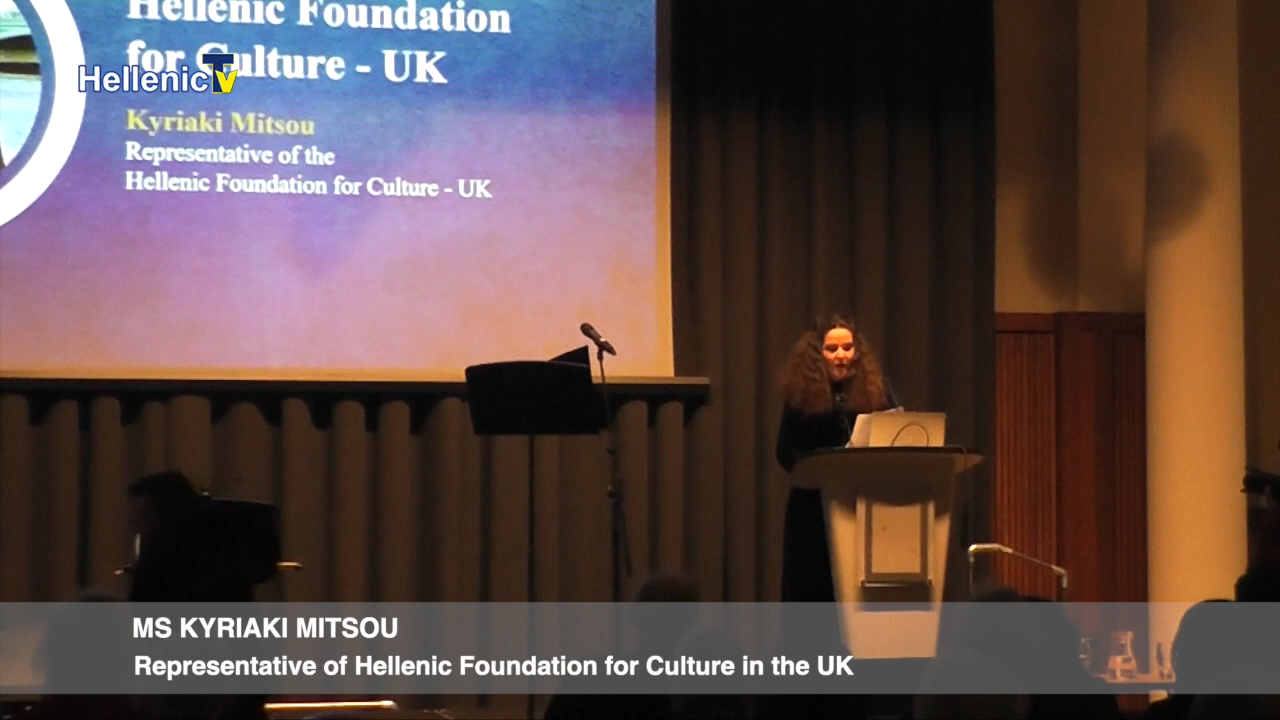 Hellenic Foundation
for Culture - UK
HellenicTV
Kyriaki Mitsou
Representative of the
Hellenic Foundation for Culture - UK
MS KYRIAKI MITSOU
Representative of Hellenic Foundation for Culture in the UK